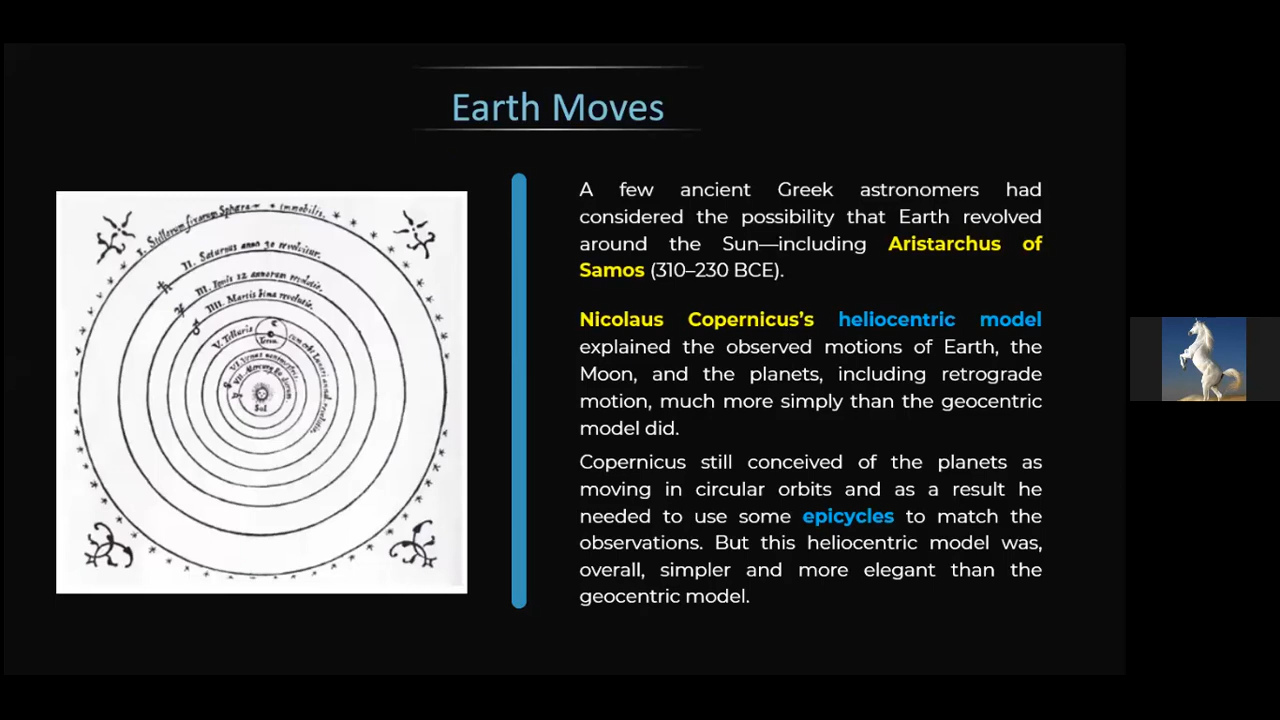 Earth Moves
I. Stellarum fixarum Sphæra immobilis.
II. Saturnus anno 30 revolvitur.
III. Iovis 12 annorum revolutio.
IIII. Martis bima revolutio.
V. Telluris
Terra
Sol
A few ancient Greek astronomers had
considered the possibility that Earth revolved
around the Sun—including Aristarchus of
Samos (310–230 BCE).
Nicolaus Copernicus’s heliocentric model
explained the observed motions of Earth, the
Moon, and the planets, including retrograde
motion, much more simply than the geocentric
model did.
Copernicus still conceived of the planets as
moving in circular orbits and as a result he
needed to use some epicycles to match the
observations. But this heliocentric model was,
overall, simpler and more elegant than the
geocentric model.